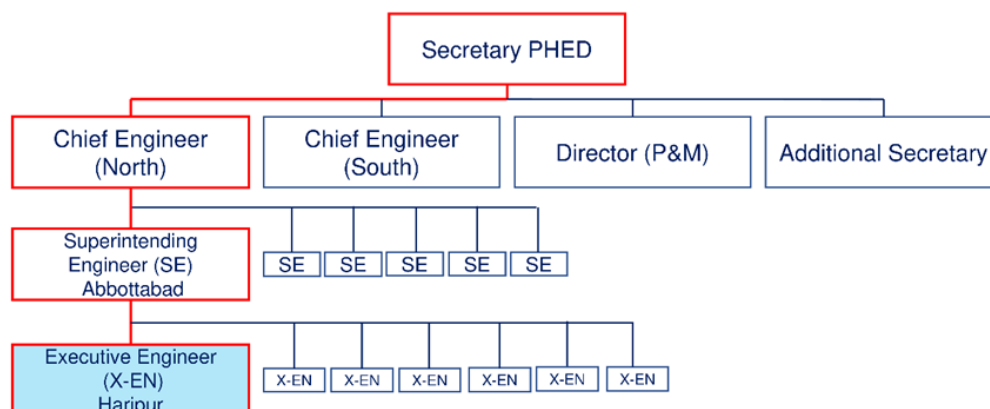 Secretary PHED
Chief Engineer
(North)
Chief Engineer
(South)
Director (P&M)
Additional Secretary
Superintending
Engineer (SE)
Abbottabad
SE
SE
SE
SE
SE
Executive Engineer
(X-EN)
Haripur
X-EN
X-EN
X-EN
X-EN
X-EN
X-EN